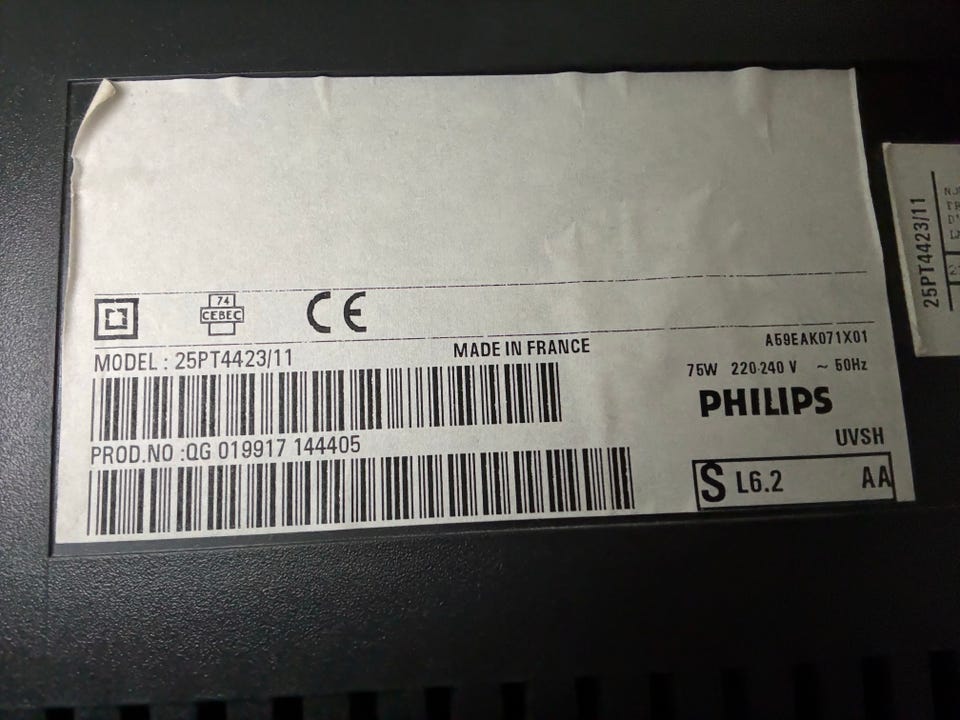 74
CEBEC
CE
MODEL : 25PT4423/11
MADE IN FRANCE
A59EAK071X01
75W 220-240 V ~ 50Hz
PHILIPS
PROD.NO :QG 019917 144405
UVSH
S L6.2 AA
25PT4423/11